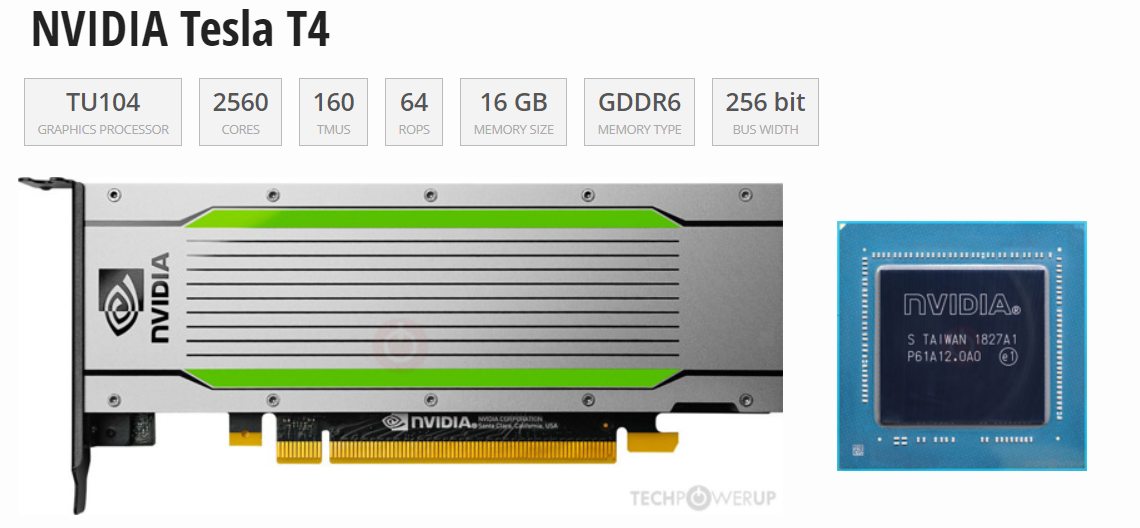 NVIDIA Tesla T4
TU104
GRAPHICS PROCESSOR
2560
CORES
160
TMUS
64
ROPS
16 GB
MEMORY SIZE
GDDR6
MEMORY TYPE
256 bit
BUS WIDTH
NVIDIA
NVIDIA®
NVIDIA CORPORATION
Santa Clara, California, USA
TECHPOWERUP
NVIDIA®
S TAIWAN 1827A1
P61A12.0A0 e1